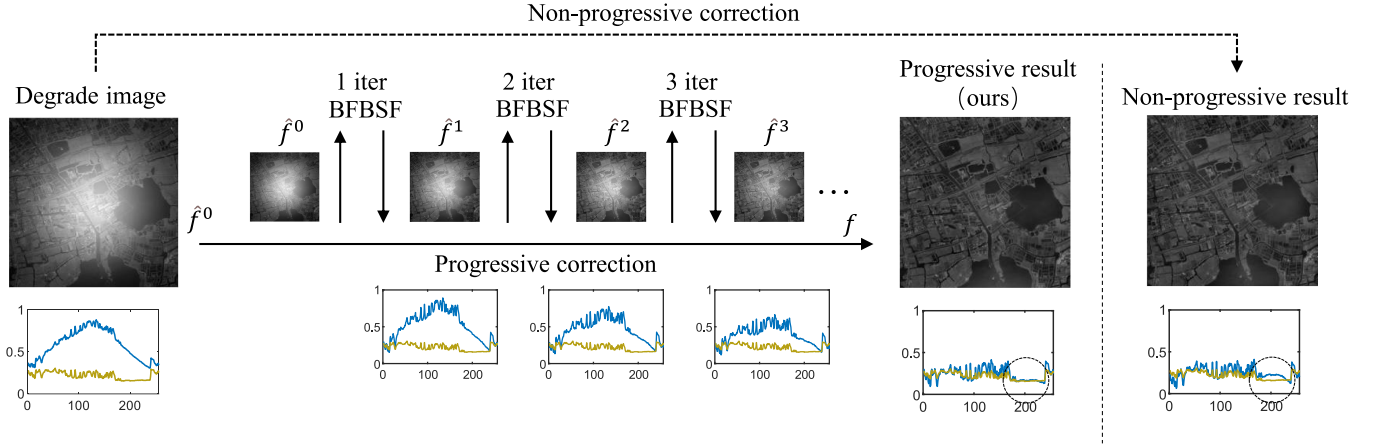 Non-progressive correction
Degrade image
1 iter
BFBSF
2 iter
BFBSF
3 iter
BFBSF
Progressive result
（ours）
Non-progressive result
f̂⁰
f̂¹
f̂²
f̂³
...
f̂⁰
f
Progressive correction
1
0.5
0
0
100
200
1
0.5
0
0
100
200
1
0.5
0
0
100
200
1
0.5
0
0
100
200
1
0.5
0
0
100
200
1
0.5
0
0
100
200